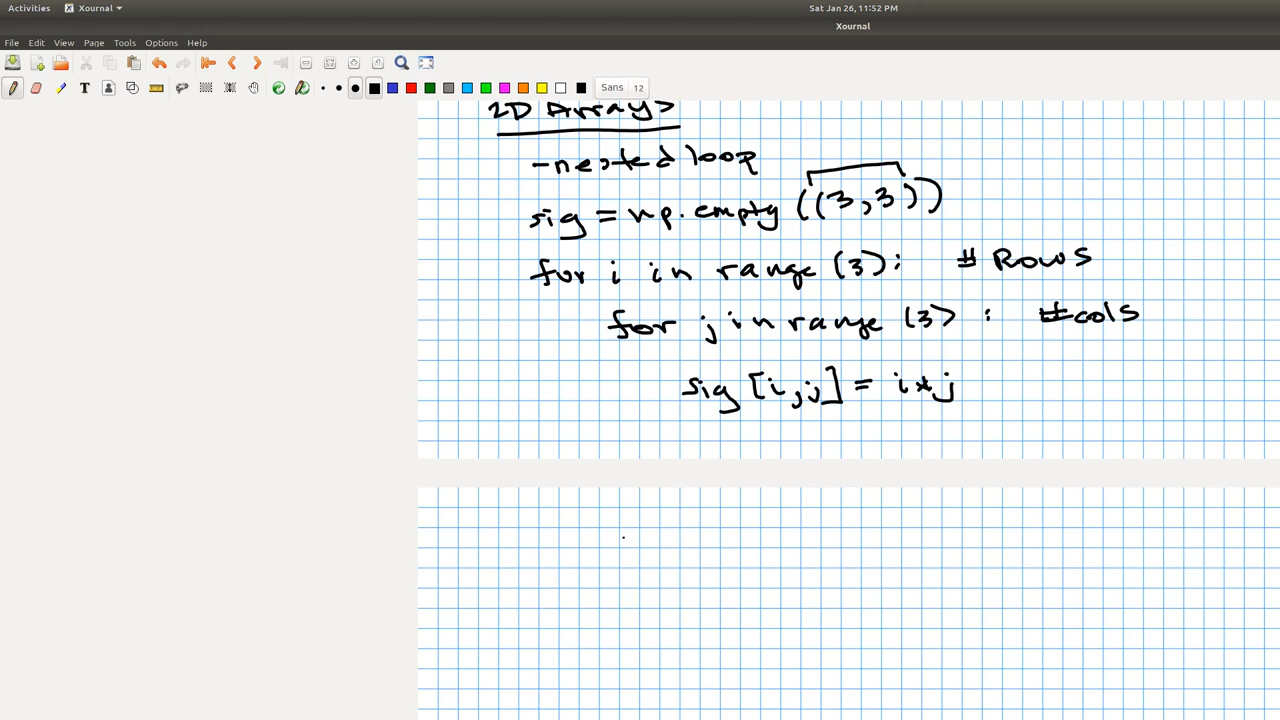 Activities Xournal Sat Jan 26, 11:52 PM
Xournal
File Edit View Page Tools Options Help
Sans 12
2D Arrays
-nested loop
sig = np.empty ((3,3))
for i in range (3): # Rows
for j in range (3) : #cols
sig [i,j] = i*j